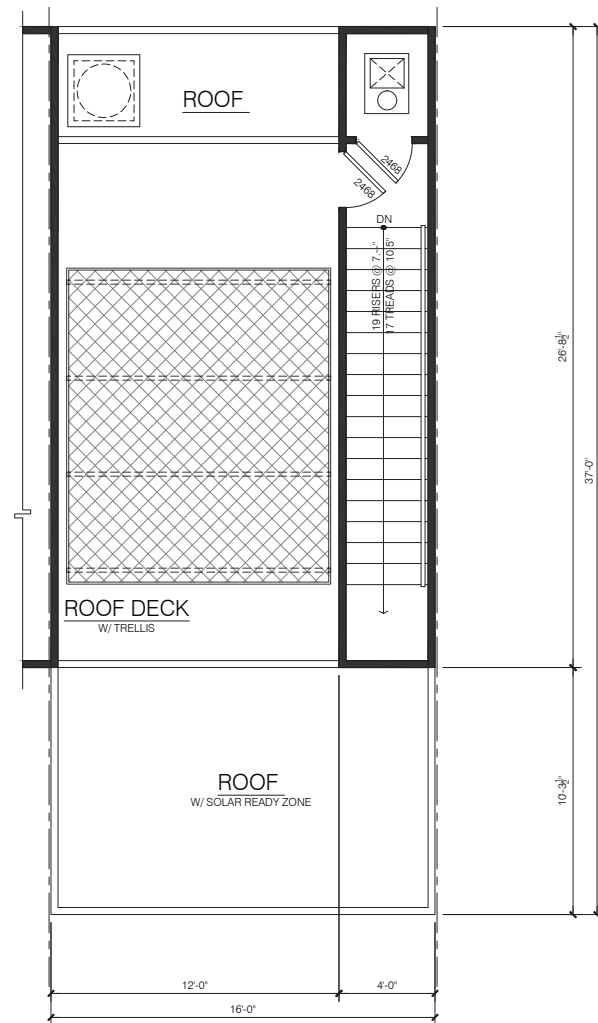 ROOF
2468
2468
DN
19 RISERS @ 7.-"
17 TREADS @ 10.5"
26'-8½"
37'-0"
ROOF DECK
W/ TRELLIS
ROOF
W/ SOLAR READY ZONE
10'-3½"
12'-0"
4'-0"
16'-0"